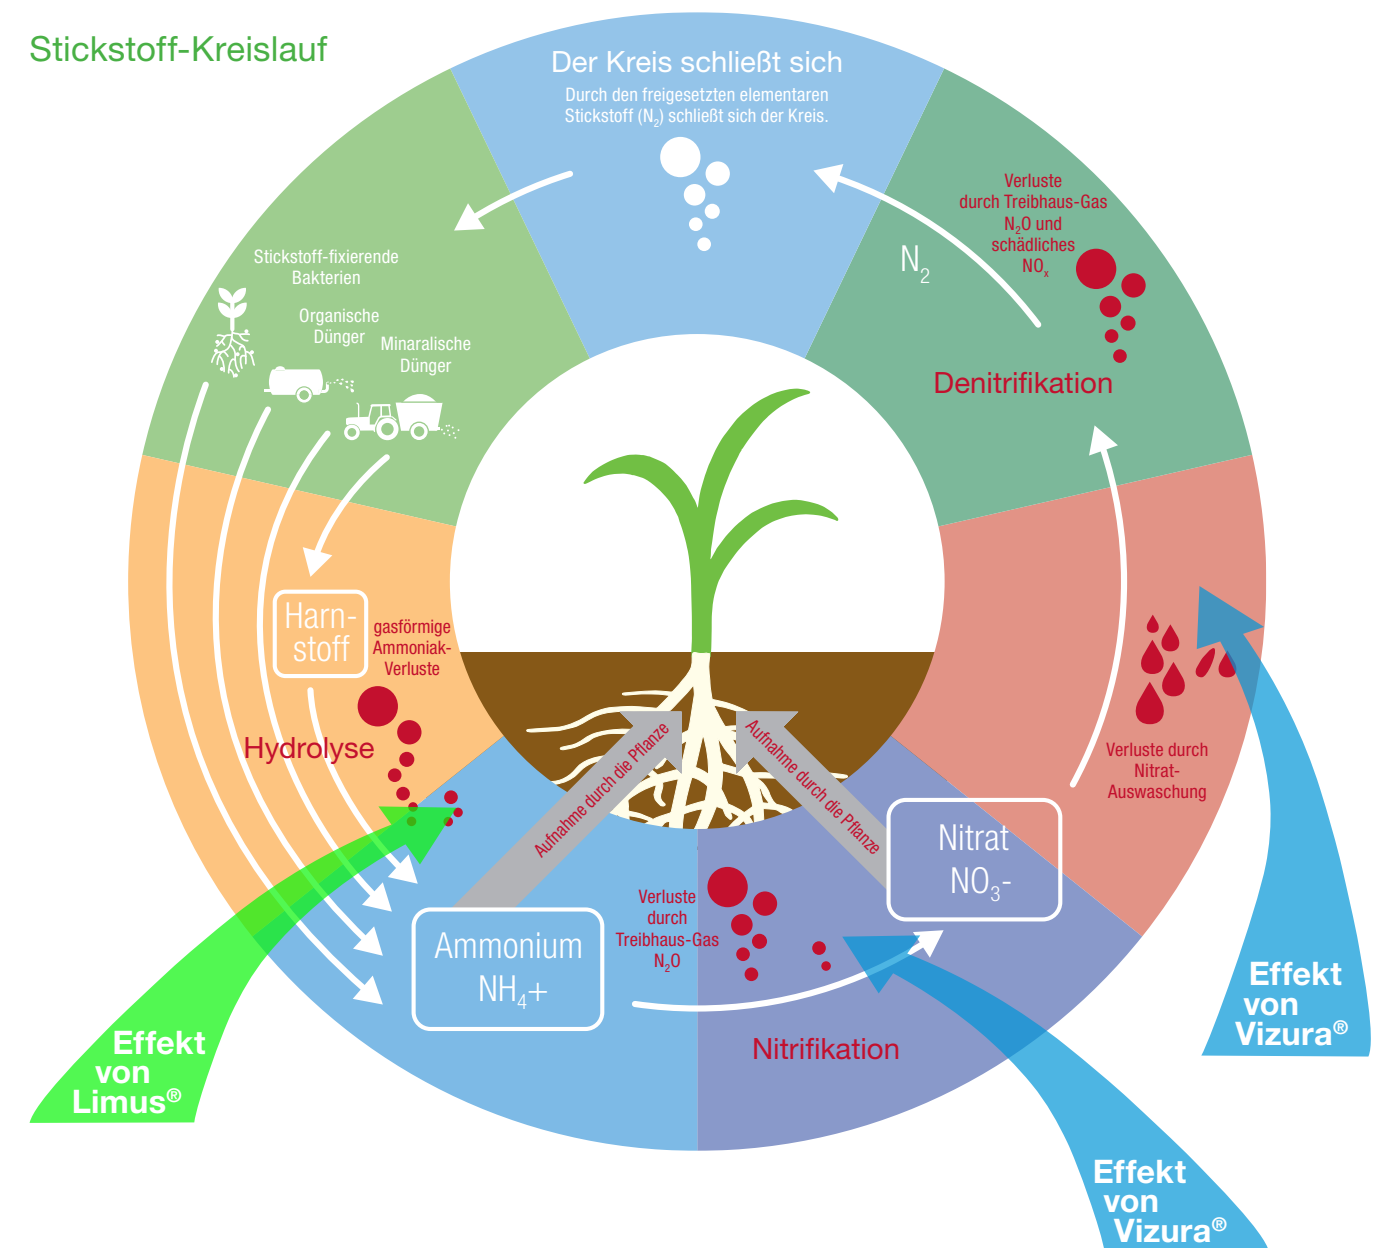 Stickstoff-Kreislauf
Der Kreis schließt sich
Durch den freigesetzten elementaren
Stickstoff (N₂) schließt sich der Kreis.
Verluste
durch Treibhaus-Gas
N₂O und
schädliches
NOₓ
N₂
Denitrifikation
Stickstoff-fixierende
Bakterien
Organische
Dünger
Minaralische
Dünger
Harn-
stoff
gasförmige
Ammoniak-
Verluste
Hydrolyse
Aufnahme durch die Pflanze
Aufnahme durch die Pflanze
Verluste durch
Nitrat-
Auswaschung
Nitrat
NO₃-
Verluste
durch
Treibhaus-Gas
N₂O
Ammonium
NH₄+
Nitrifikation
Effekt
von
Limus®
Effekt
von
Vizura®
Effekt
von
Vizura®